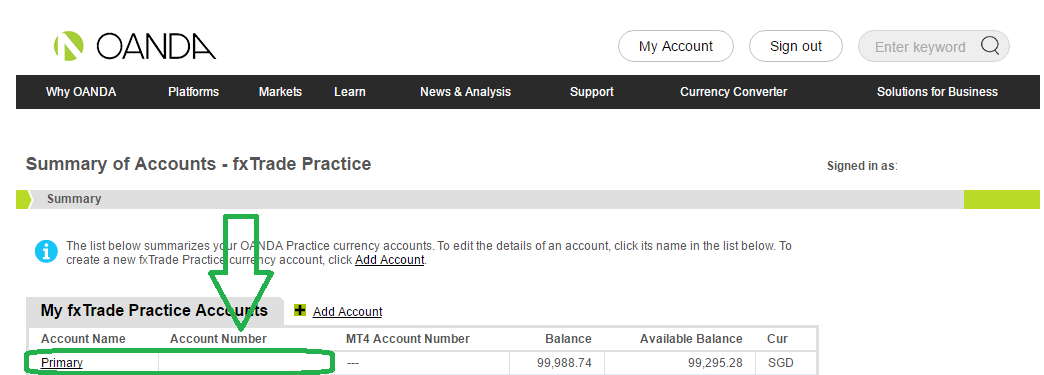 OANDA
My Account
Sign out
Enter keyword
Why OANDA Platforms Markets Learn News & Analysis Support Currency Converter Solutions for Business
Summary of Accounts - fxTrade Practice
Signed in as:
Summary
The list below summarizes your OANDA Practice currency accounts. To edit the details of an account, click its name in the list below. To
create a new fxTrade Practice currency account, click Add Account.
My fxTrade Practice Accounts
Add Account
Account Name Account Number MT4 Account Number Balance Available Balance Cur
Primary --- 99,988.74 99,295.28 SGD